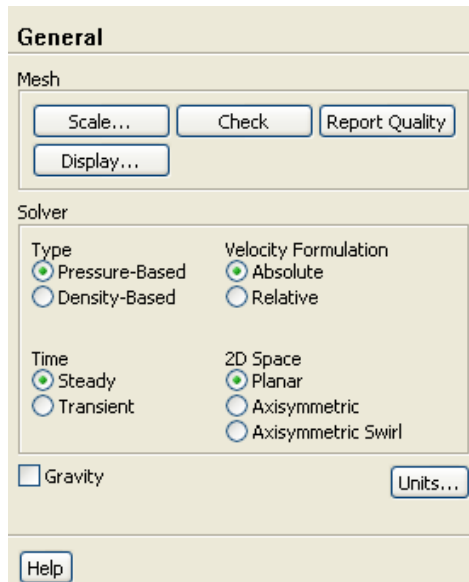 General
Mesh
Scale... Check Report Quality
Display...
Solver
Type Velocity Formulation
Pressure-Based Absolute
Density-Based Relative
Time 2D Space
Steady Planar
Transient Axisymmetric
Axisymmetric Swirl
Gravity Units...
Help